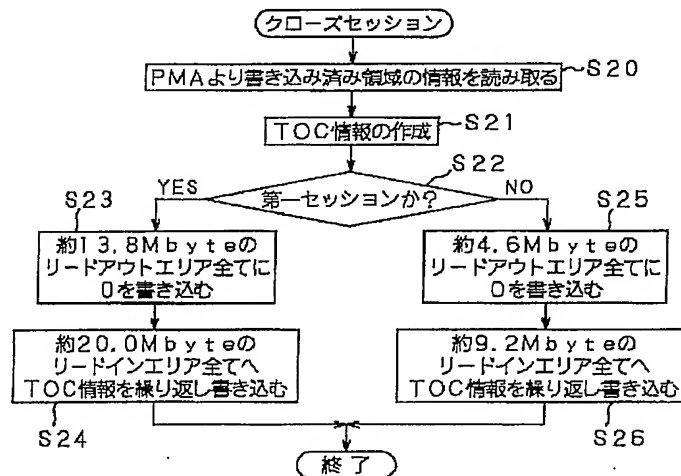 クローズセッション
PMAより書き込み済み領域の情報を読み取る
S20
TOC情報の作成
S21
S22
第一セッションか?
YES
NO
S23
約13.8Mbyteの
リードアウトエリア全てに
0を書き込む
S25
約4.6Mbyteの
リードアウトエリア全てに
0を書き込む
約20.0Mbyteの
リードインエリア全てへ
TOC情報を繰り返し書き込む
S24
約9.2Mbyteの
リードインエリア全てへ
TOC情報を繰り返し書き込む
S26
終了